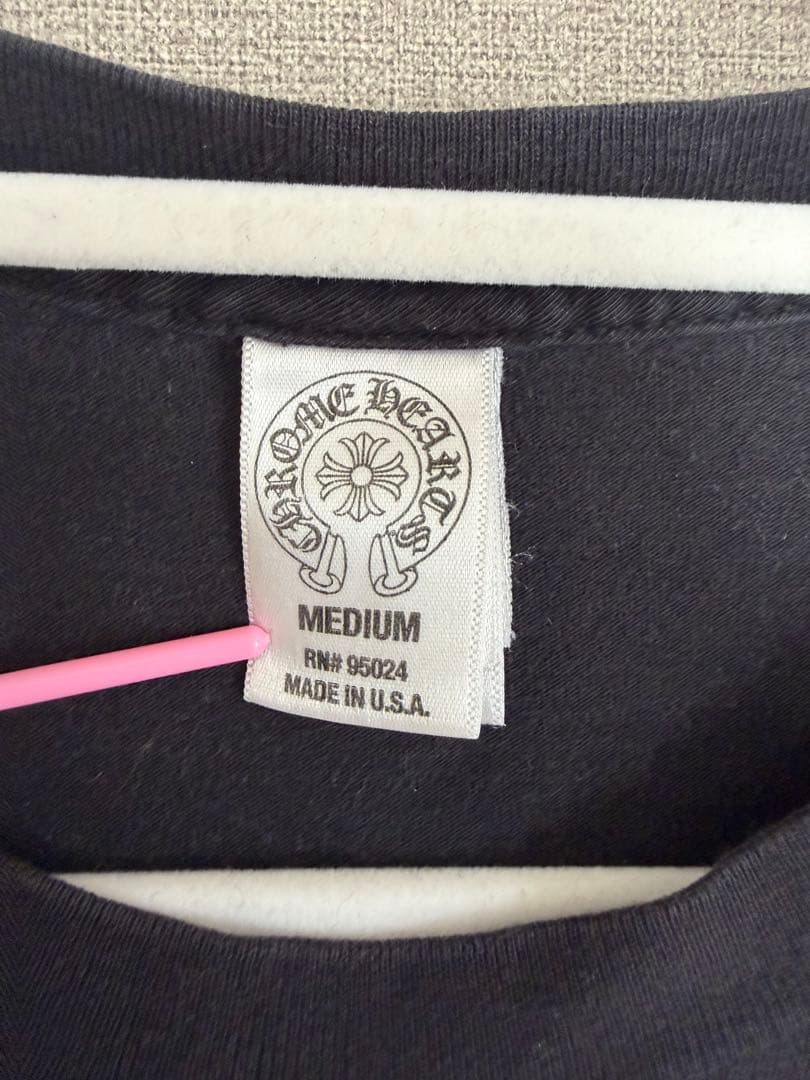 CHROME HEARTS
MEDIUM
RN# 95024
MADE IN U.S.A.